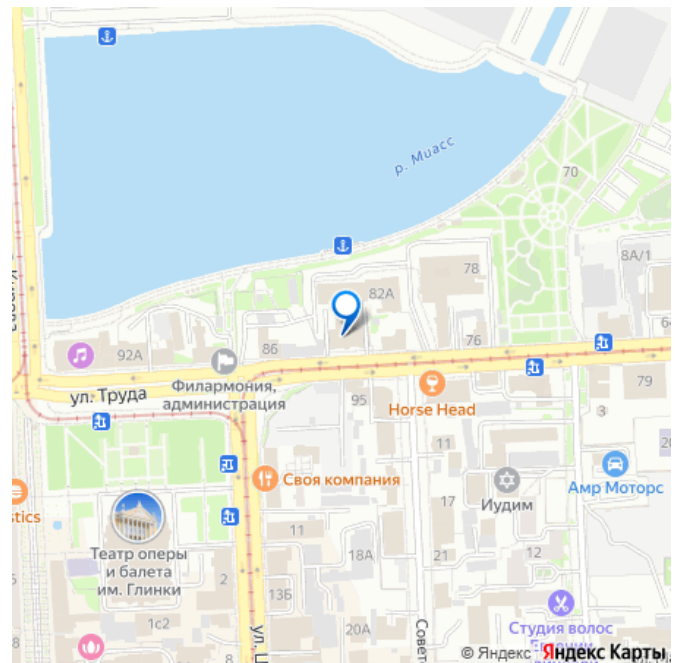 р. Миасс
70
8А/1
78
82А
76
86
92А
Филармония,
администрация
ул. Труда
79
95
Horse Head
3
11
Своя компания
Амр Моторс
Иудим
17
stics
11
Театр оперы
и балета
им. Глинки
18А
21
12
2
13Б
1с2
20А
Студия волос
© Яндекс Яндекс Карты